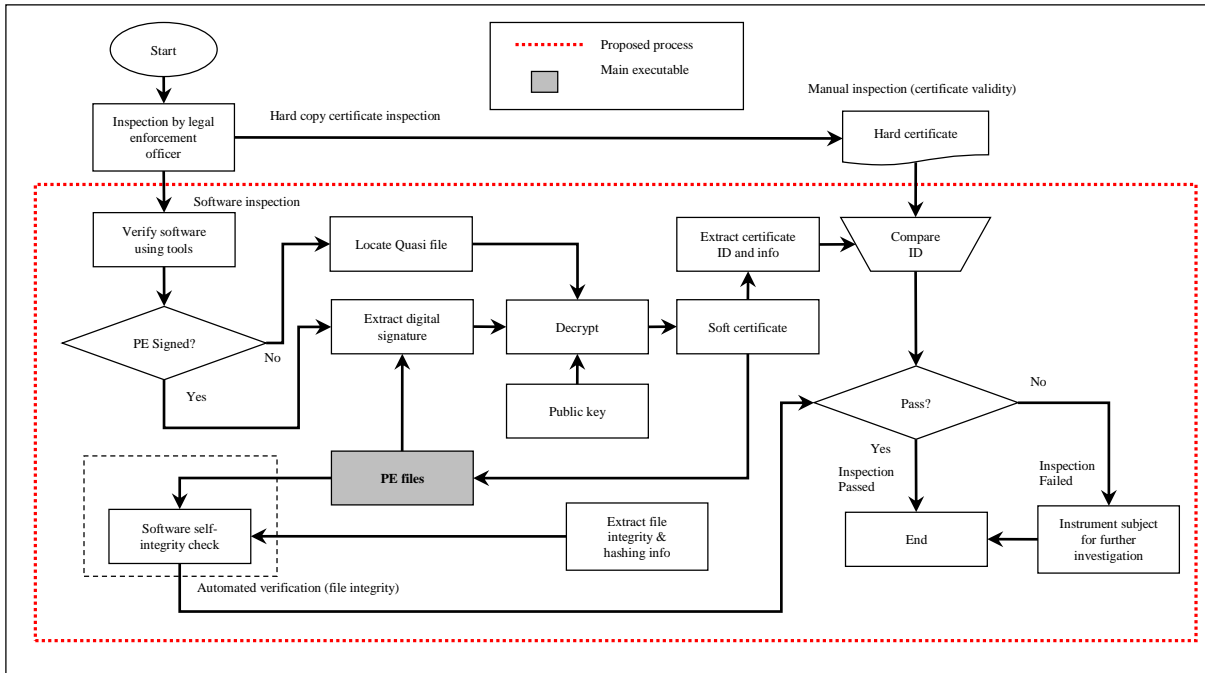 Start
Proposed process
Main executable
Manual inspection (certificate validity)
Hard copy certificate inspection
Inspection by legal
enforcement
officer
Hard certificate
Software inspection
Verify software
using tools
Locate Quasi file
Extract certificate
ID and info
Compare
ID
PE Signed?
No
Yes
Extract digital
signature
Decrypt
Soft certificate
Public key
Pass?
No
Yes
Inspection
Passed
Inspection
Failed
PE files
Software self-
integrity check
Extract file
integrity &
hashing info
End
Instrument subject
for further
investigation
Automated verification (file integrity)